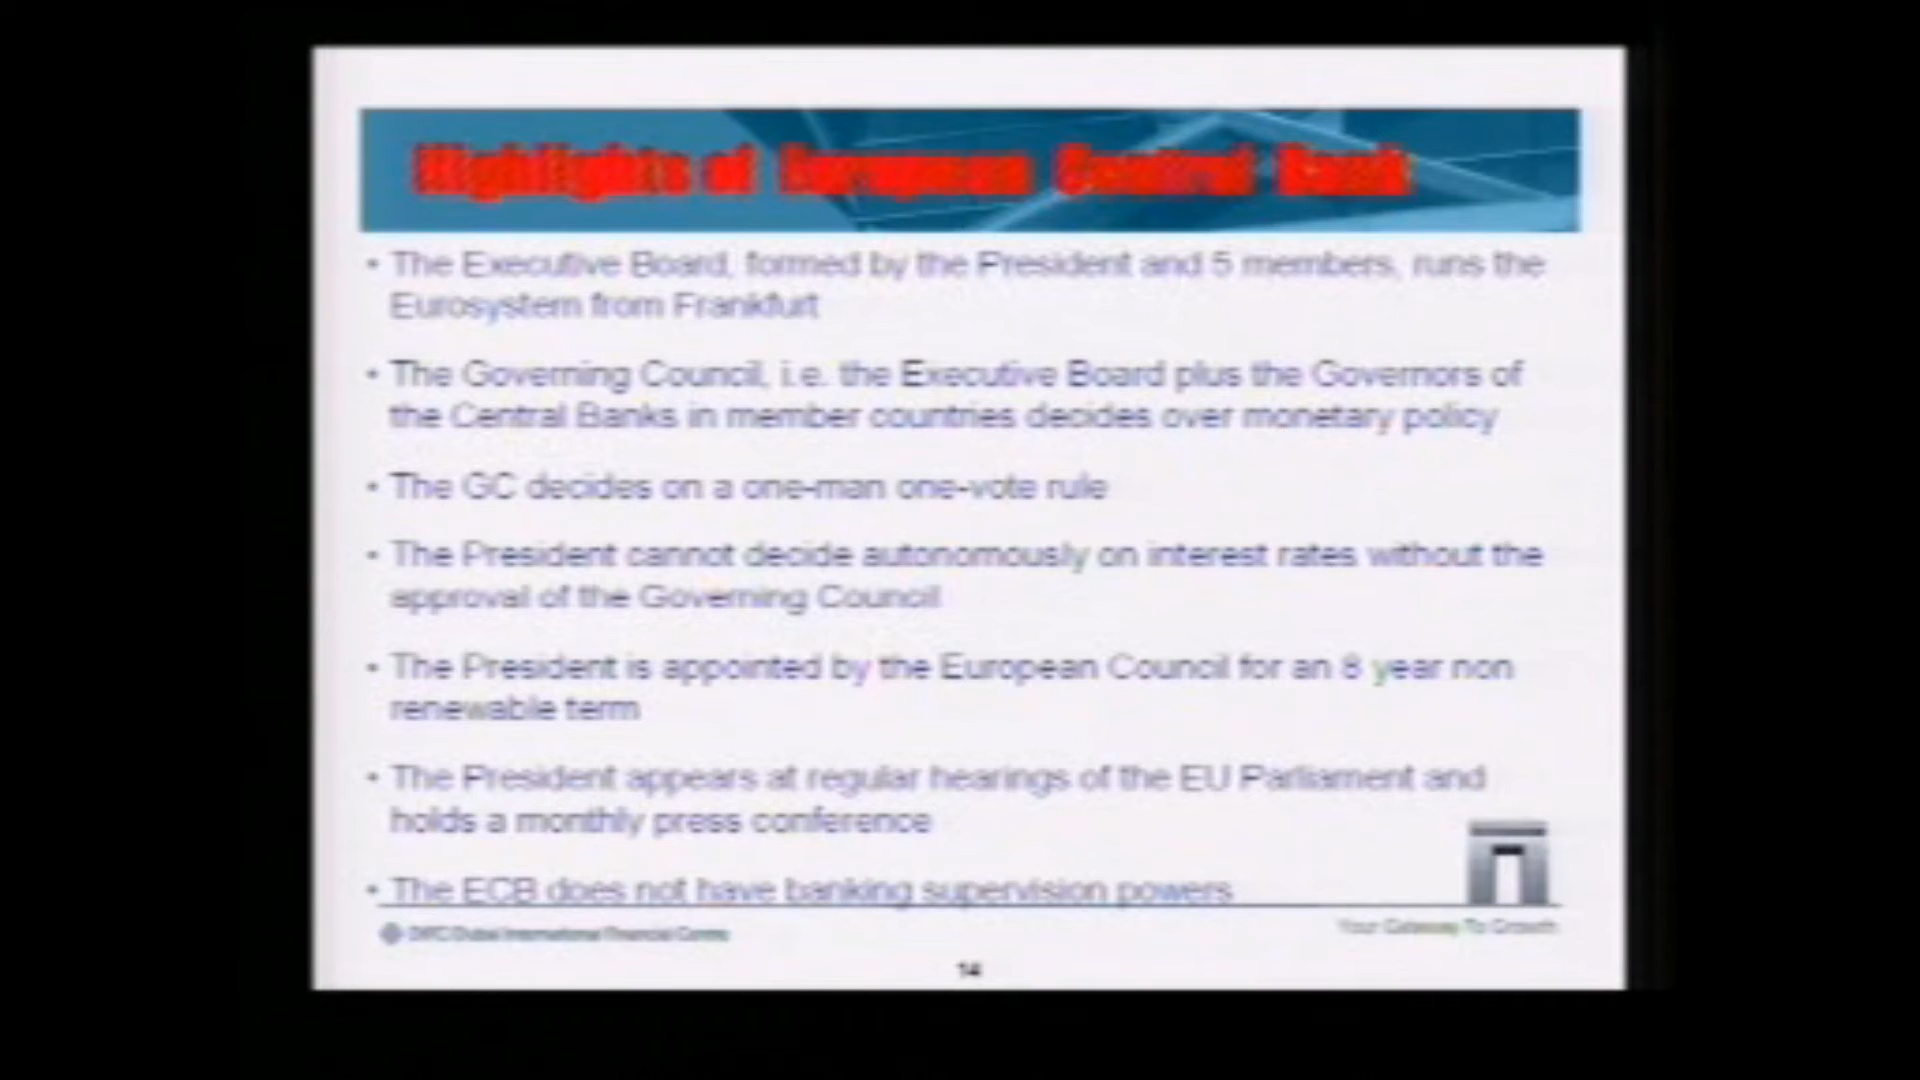 Highlights of European Central Bank
• The Executive Board, formed by the President and 5 members, runs the
Eurosystem from Frankfurt
• The Governing Council, i.e. the Executive Board plus the Governors of
the Central Banks in member countries decides over monetary policy
• The GC decides on a one-man one-vote rule
• The President cannot decide autonomously on interest rates without the
approval of the Governing Council
• The President is appointed by the European Council for an 8 year non
renewable term
• The President appears at regular hearings of the EU Parliament and
holds a monthly press conference
• The ECB does not have banking supervision powers
DIFC Dubai International Financial Centre
Your Gateway To Growth
14